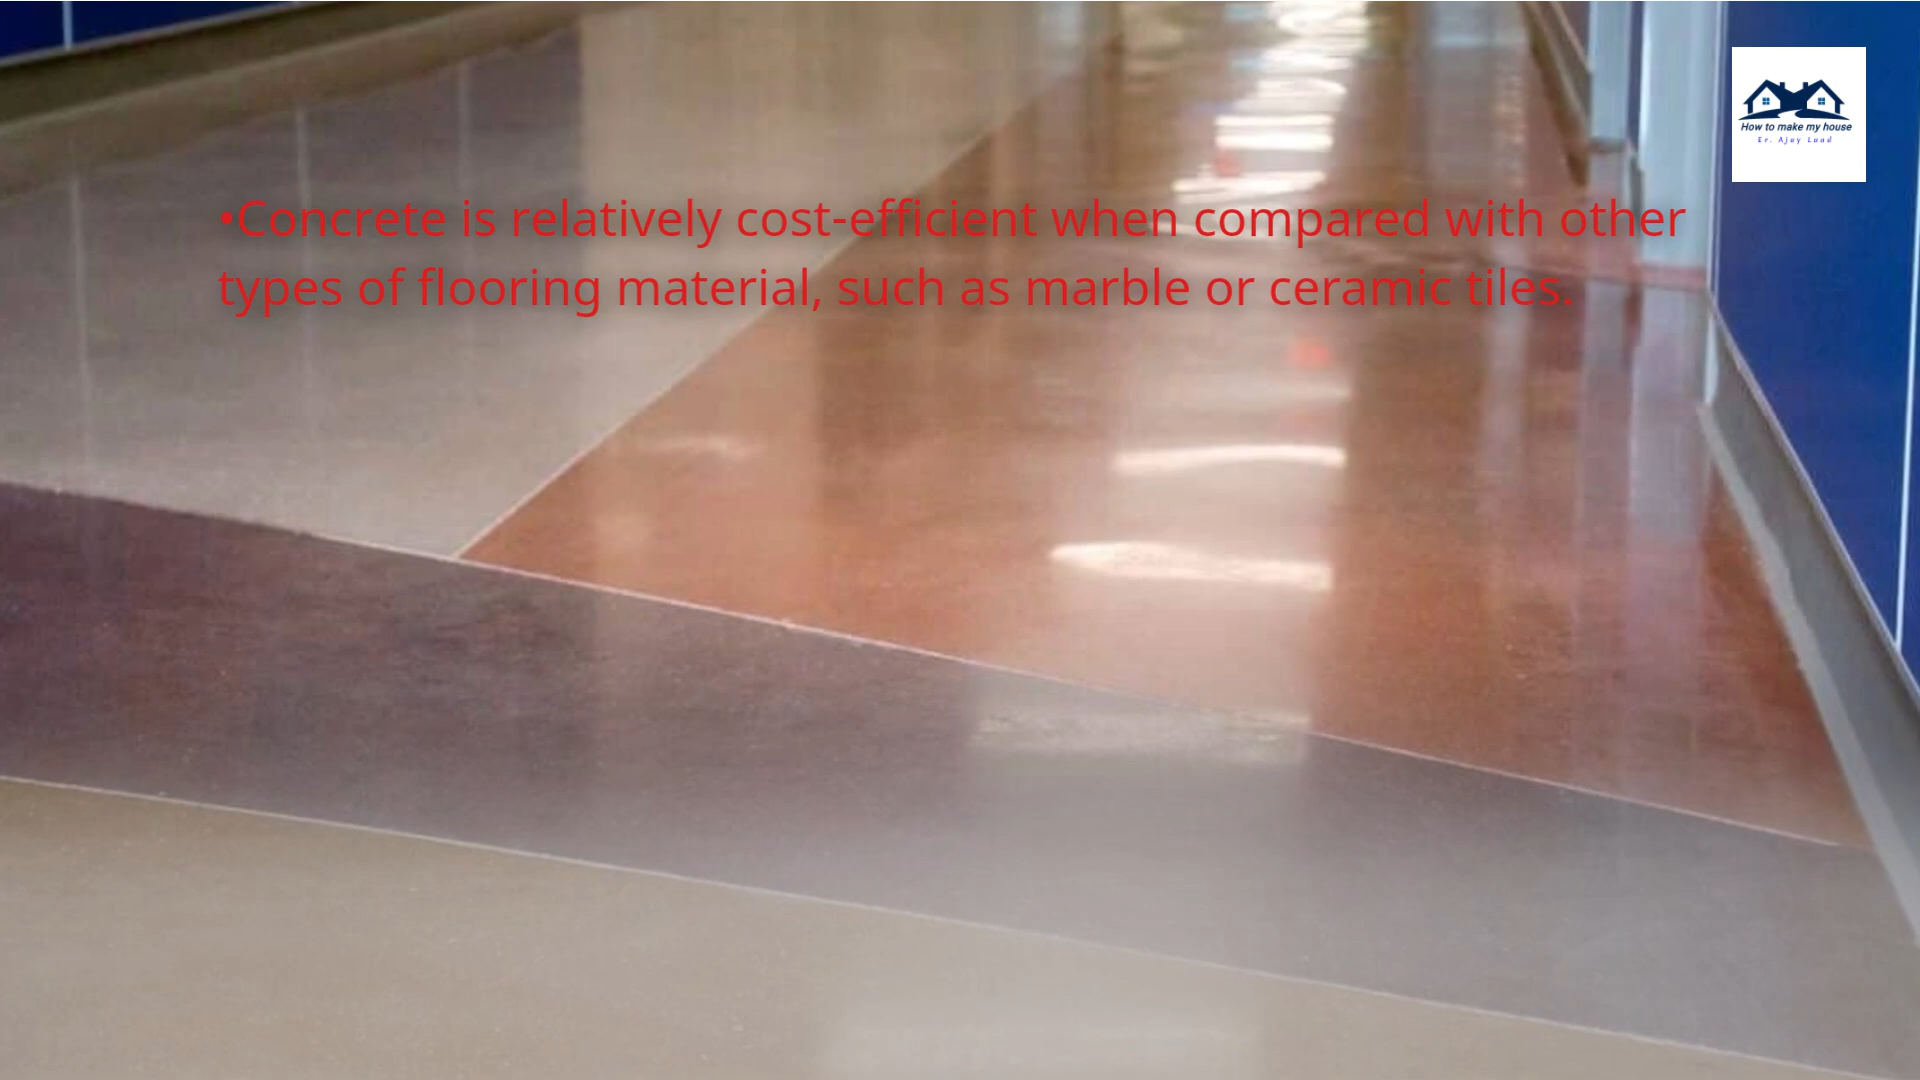 •Concrete is relatively cost-efficient when compared with other
types of flooring material, such as marble or ceramic tiles.
How to make my house
Er. Ajay Laad